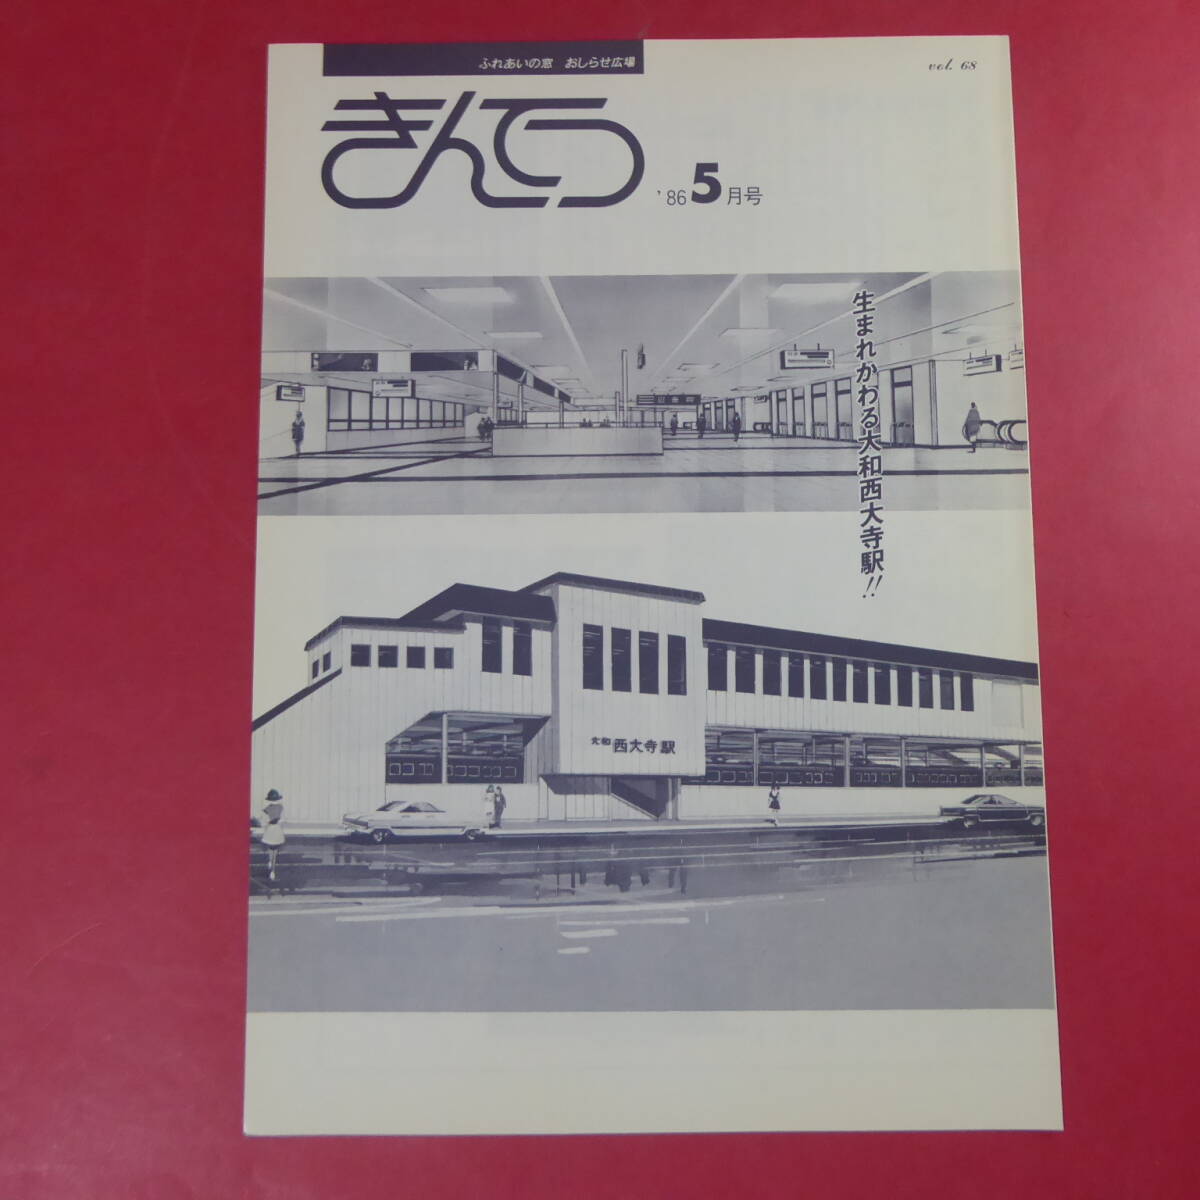 ふれあいの窓 おしらせ広場
vol. 68
きんてつ
'86 5月号
生まれかわる大和西大寺駅!!
大和 西大寺駅